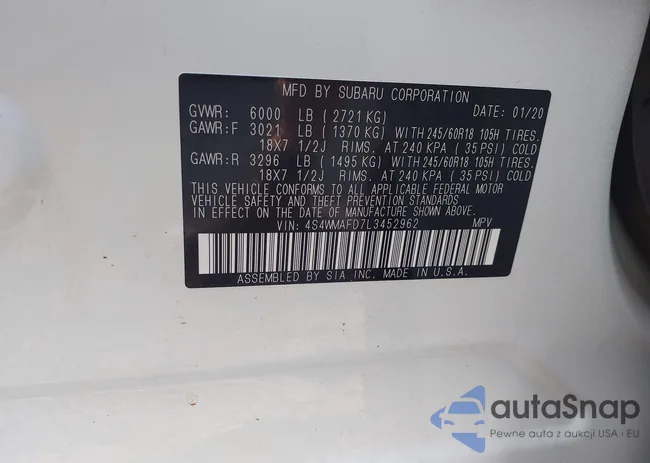 MFD BY SUBARU CORPORATION
GVWR: 6000 LB ( 2721 KG) DATE: 01/20
GAWR:F 3021 LB ( 1370 KG) WITH 245/60R18 105H TIRES.
18X7 1/2J RIMS. AT 240 KPA ( 35 PSI) COLD
GAWR:R 3296 LB ( 1495 KG) WITH 245/60R18 105H TIRES.
18X7 1/2J RIMS. AT 240 KPA ( 35 PSI) COLD
THIS VEHICLE CONFORMS TO ALL APPLICABLE FEDERAL MOTOR
VEHICLE SAFETY, BUMPER, AND THEFT PREVENTION STANDARDS
IN EFFECT ON THE DATE OF MANUFACTURE SHOWN ABOVE.
VIN: 4S4WMAFD7L3452962 MPV
ASSEMBLED BY SIA INC. MADE IN U.S.A.
autaSnap
Pewne auta z aukcji USA i EU